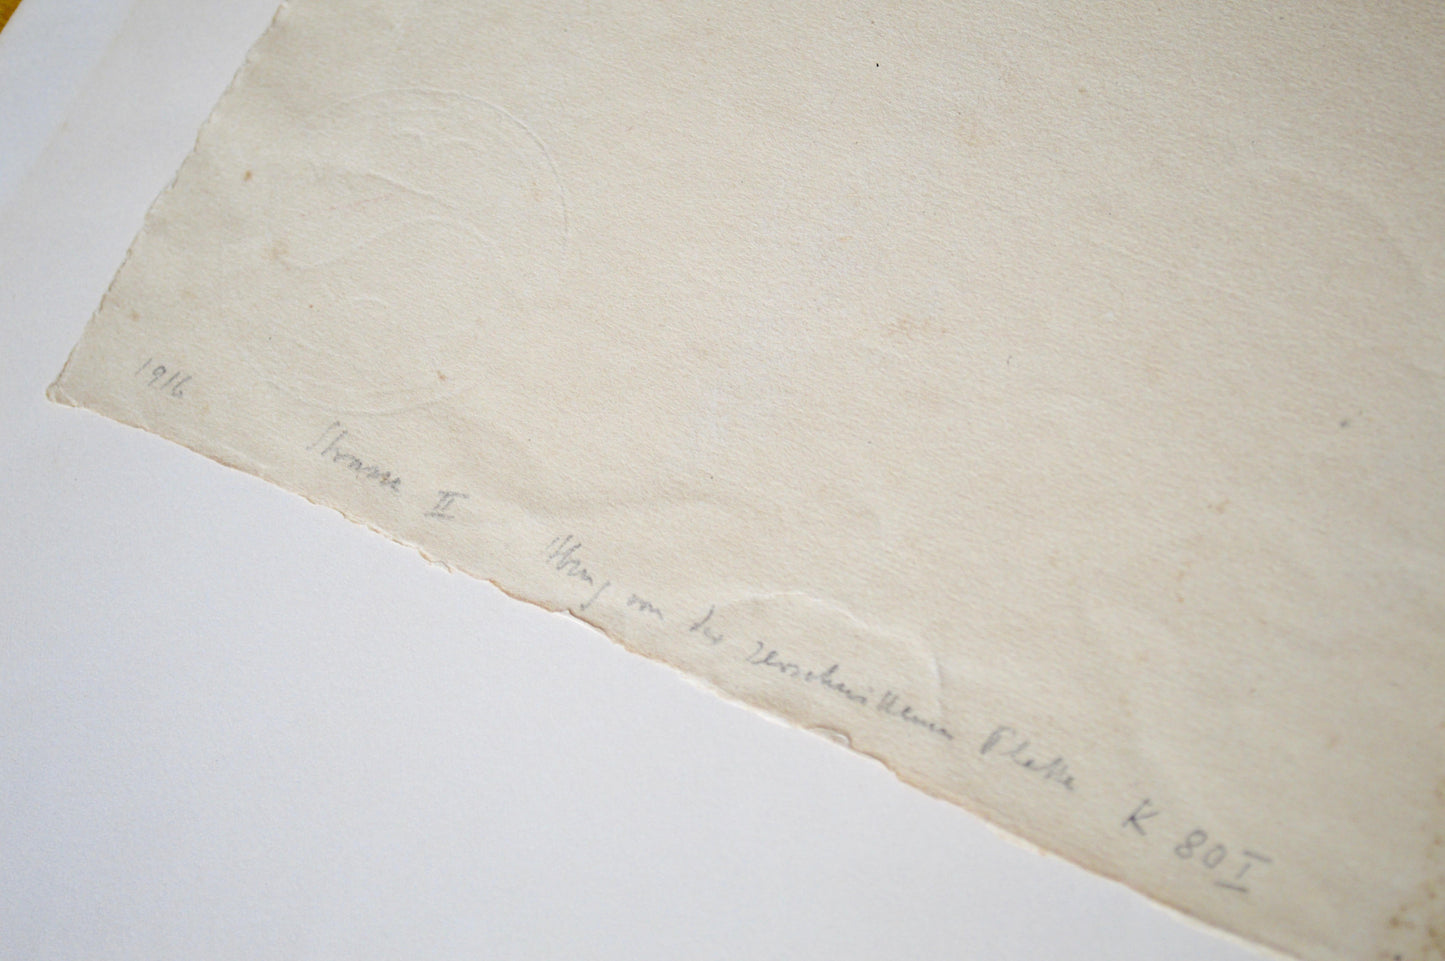 1916 Strasse II Abzug von der zerschnittenen Platte K 80 I